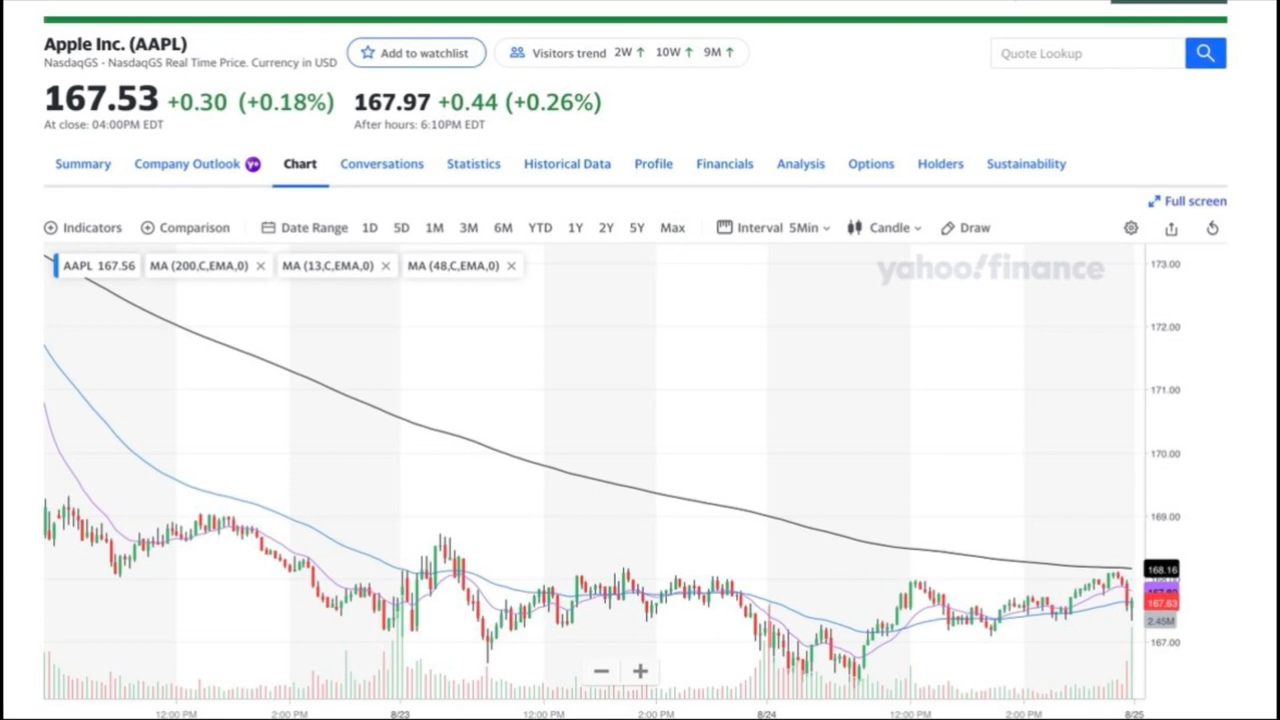 Apple Inc. (AAPL)
NasdaqGS - NasdaqGS Real Time Price. Currency in USD
Add to watchlist
Visitors trend 2W ↑ 10W ↑ 9M ↑
Quote Lookup
167.53 +0.30 (+0.18%) 167.97 +0.44 (+0.26%)
At close: 04:00PM EDT After hours: 6:10PM EDT
Summary Company Outlook Y+ Chart Conversations Statistics Historical Data Profile Financials Analysis Options Holders Sustainability
Full screen
Indicators Comparison Date Range 1D 5D 1M 3M 6M YTD 1Y 2Y 5Y Max Interval 5Min Candle Draw
AAPL 167.56 MA (200,C,EMA,0) MA (13,C,EMA,0) MA (48,C,EMA,0)
yahoo!finance
173.00
172.00
171.00
170.00
169.00
168.16
167.63
2.45M
167.00
12:00 PM 2:00 PM 8/23 12:00 PM 2:00 PM 8/24 12:00 PM 2:00 PM 8/25